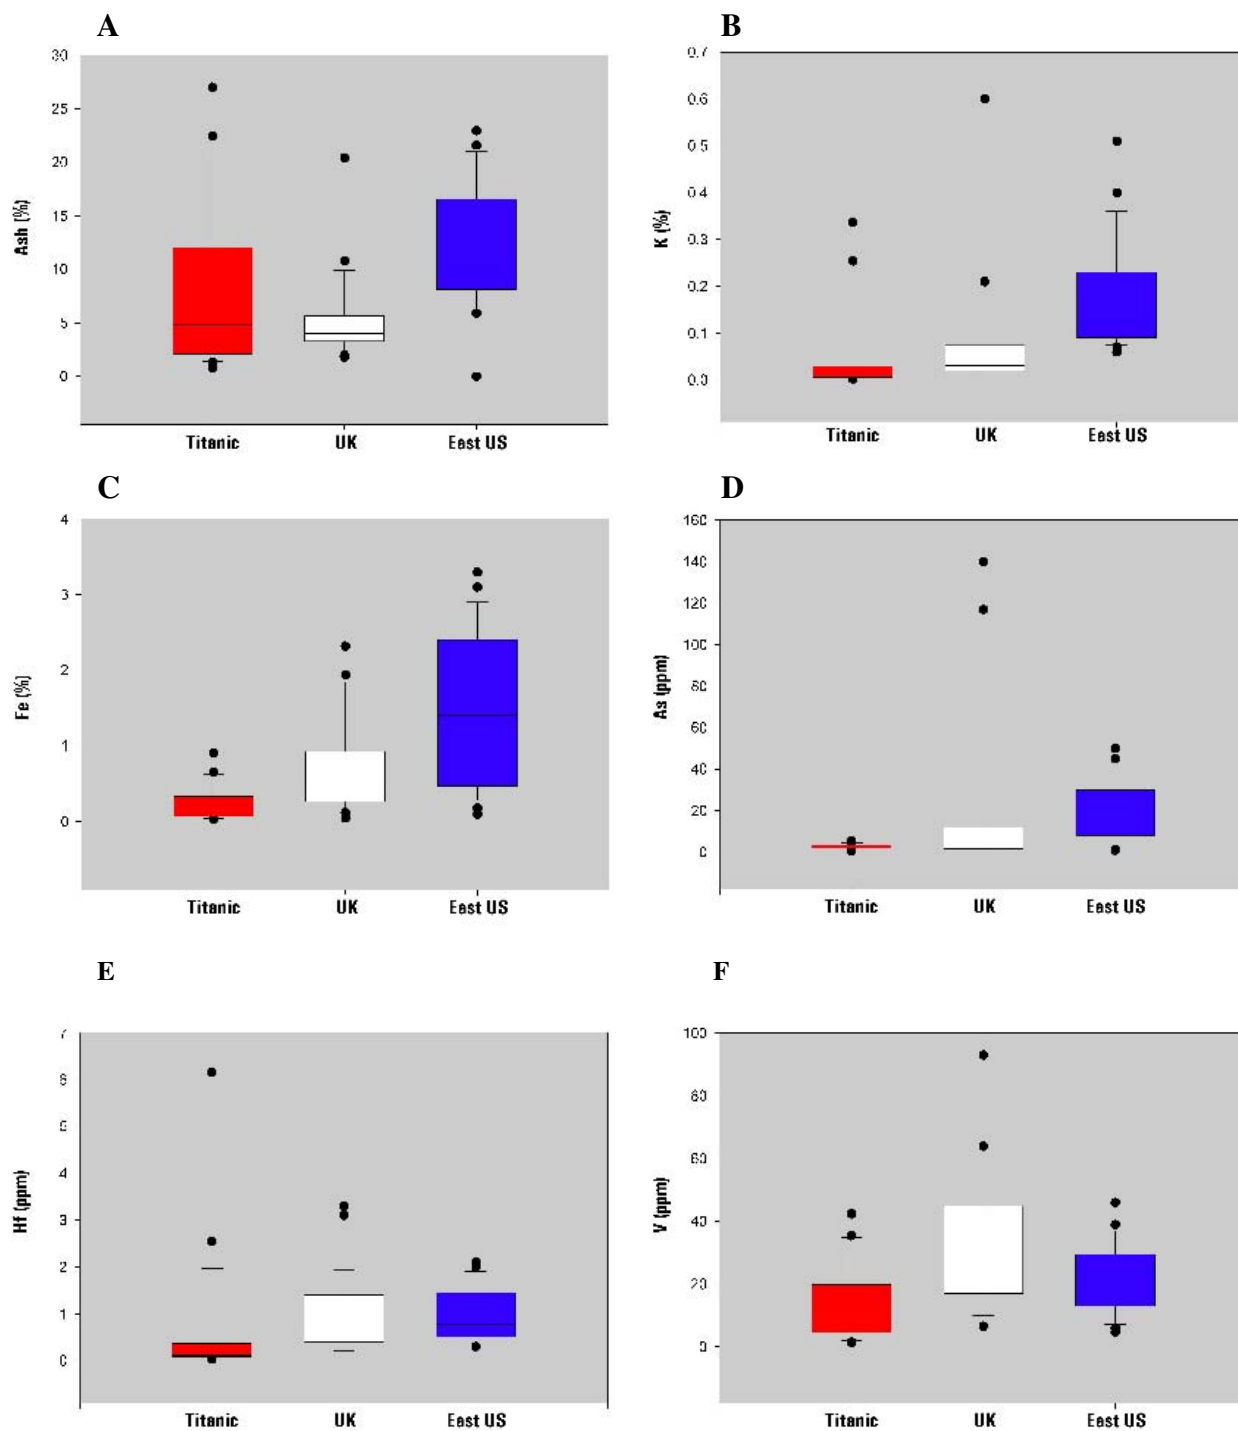 A
30
25
20
15
10
5
0
Ash (%)
Titanic UK East US
B
0.7
0.6
0.5
0.4
0.3
0.2
0.1
0.0
K (%)
Titanic UK East US
C
4
3
2
1
0
Fe (%)
Titanic UK East US
D
160
140
120
100
80
60
40
20
0
As (ppm)
Titanic UK East US
E
7
6
5
4
3
2
1
0
Hf (ppm)
Titanic UK East US
F
100
80
60
40
20
0
V (ppm)
Titanic UK East US